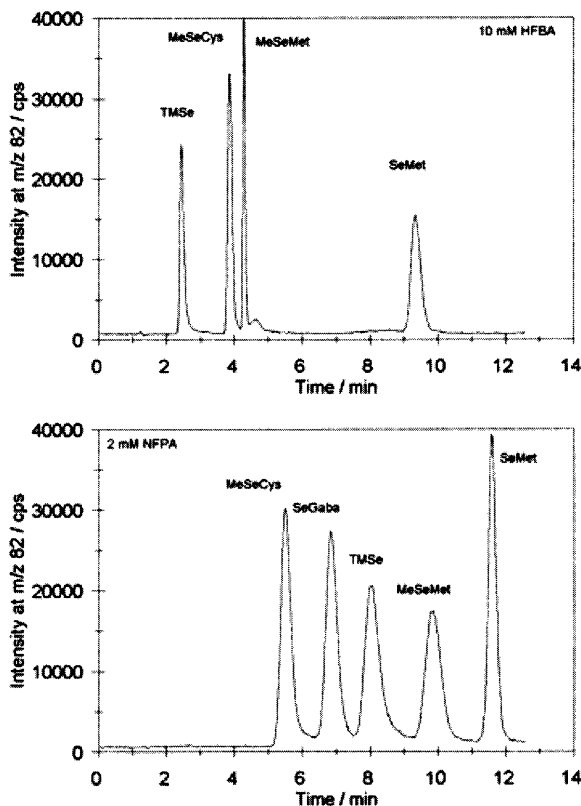 40000
30000
20000
10000
0
Intensity at m/z 82 / cps
10 mM HFBA
MeSeCys
MeSeMet
TMSe
SeMet
0 2 4 6 8 10 12 14
Time / min
40000
30000
20000
10000
0
Intensity at m/z 82 / cps
2 mM NFPA
SeMet
MeSeCys
SeGaba
TMSe
MeSeMet
0 2 4 6 8 10 12 14
Time / min